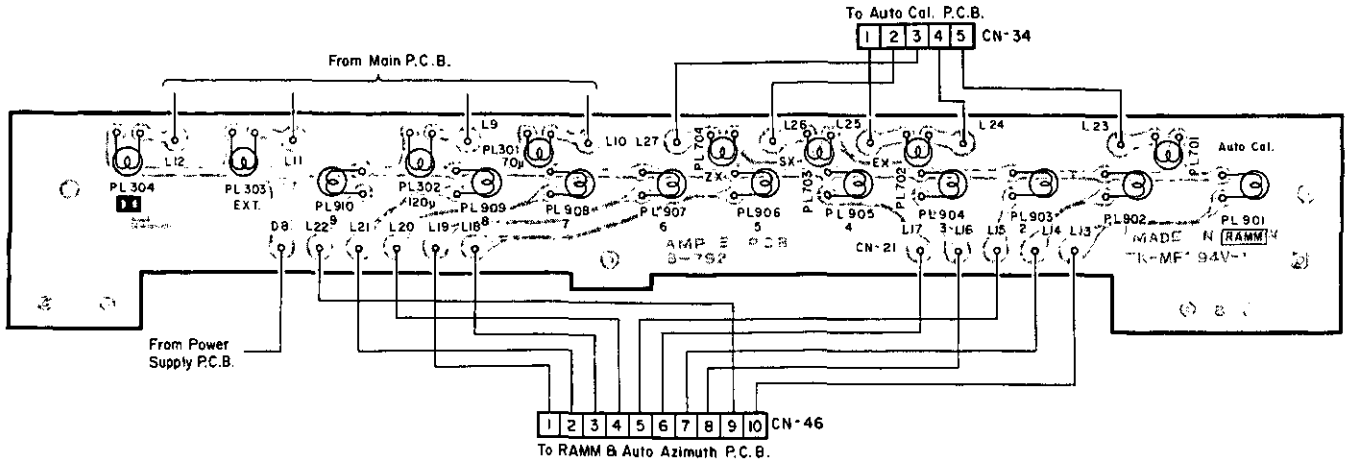 To Auto Cal. P.C.B.
1 2 3 4 5 CN-34
From Main P.C.B.
L12 L11 L9 L10 L27 L26 L25 L24 L23
PL304
PL303
EXT.
PL302
120μ
PL301
70μ
PL704
ZX
SX
PL703
EX
PL702
PL701
Auto Cal.
PL910
9
PL909
8
PL908
7
PL907
6
PL906
5
PL905
4
PL904
3
PL903
2
PL902
PL901
RAMM
D8 L22 L21 L20 L19 L18 CN-21 L17 L16 L15 L14 L13
MADE
From Power
Supply P.C.B.
1 2 3 4 5 6 7 8 9 10 CN-46
To RAMM & Auto Azimuth P.C.B.